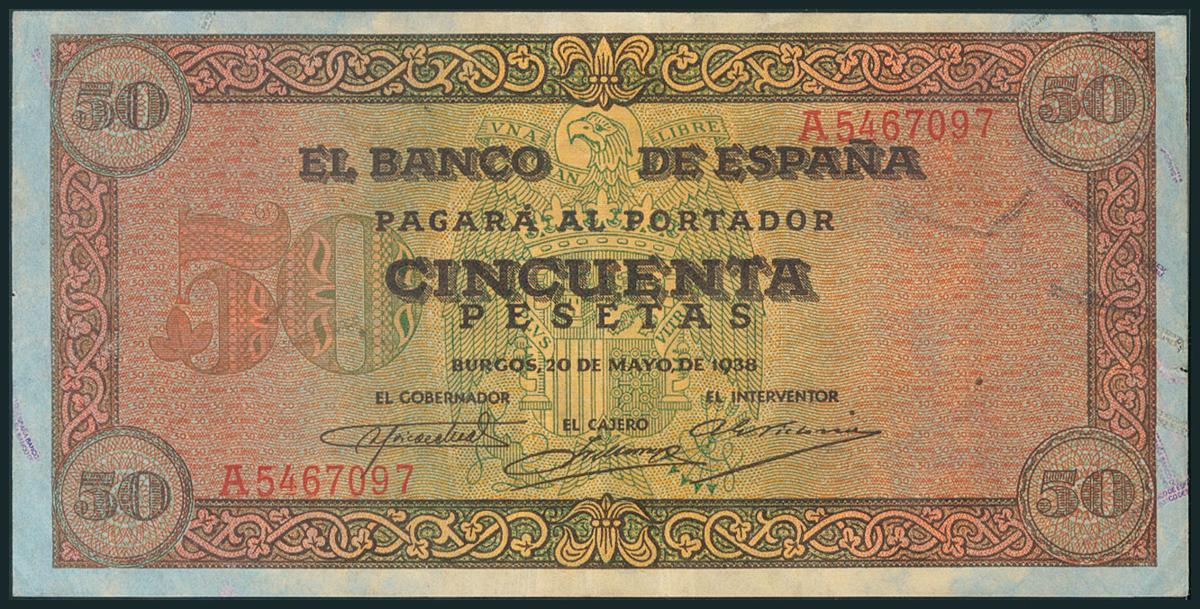 50
50
A5467097
VNA
LIBRE
EL BANCO DE ESPAÑA
PAGARÁ AL PORTADOR
50
CINCUENTA
PESETAS
BURGOS, 20 DE MAYO, DE 1938
EL GOBERNADOR
EL INTERVENTOR
EL CAJERO
A5467097
50
50